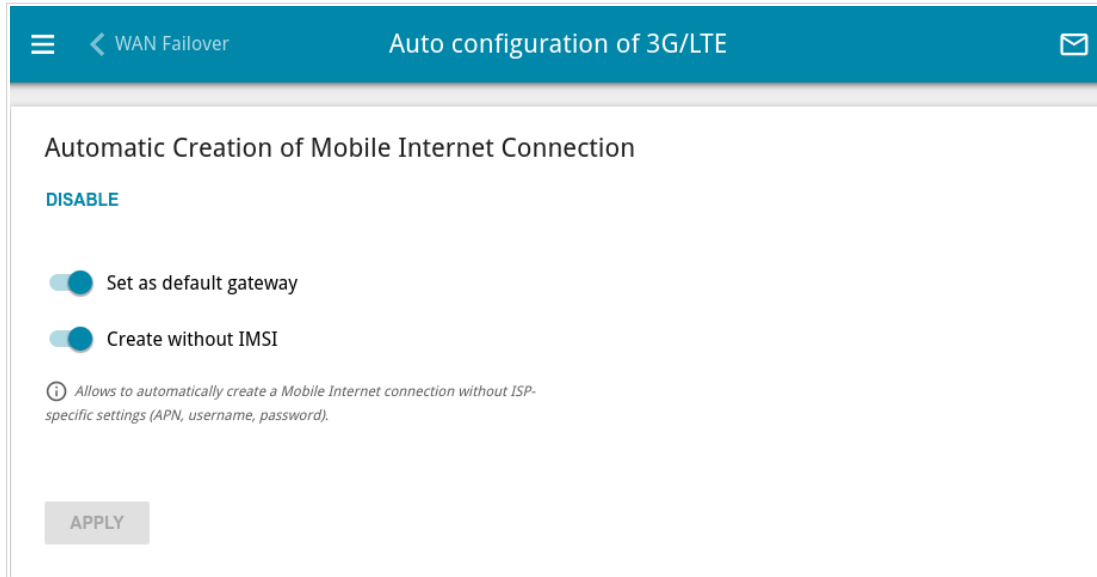 WAN Failover
Auto configuration of 3G/LTE
Automatic Creation of Mobile Internet Connection
DISABLE
Set as default gateway
Create without IMSI
Allows to automatically create a Mobile Internet connection without ISP-
specific settings (APN, username, password).
APPLY